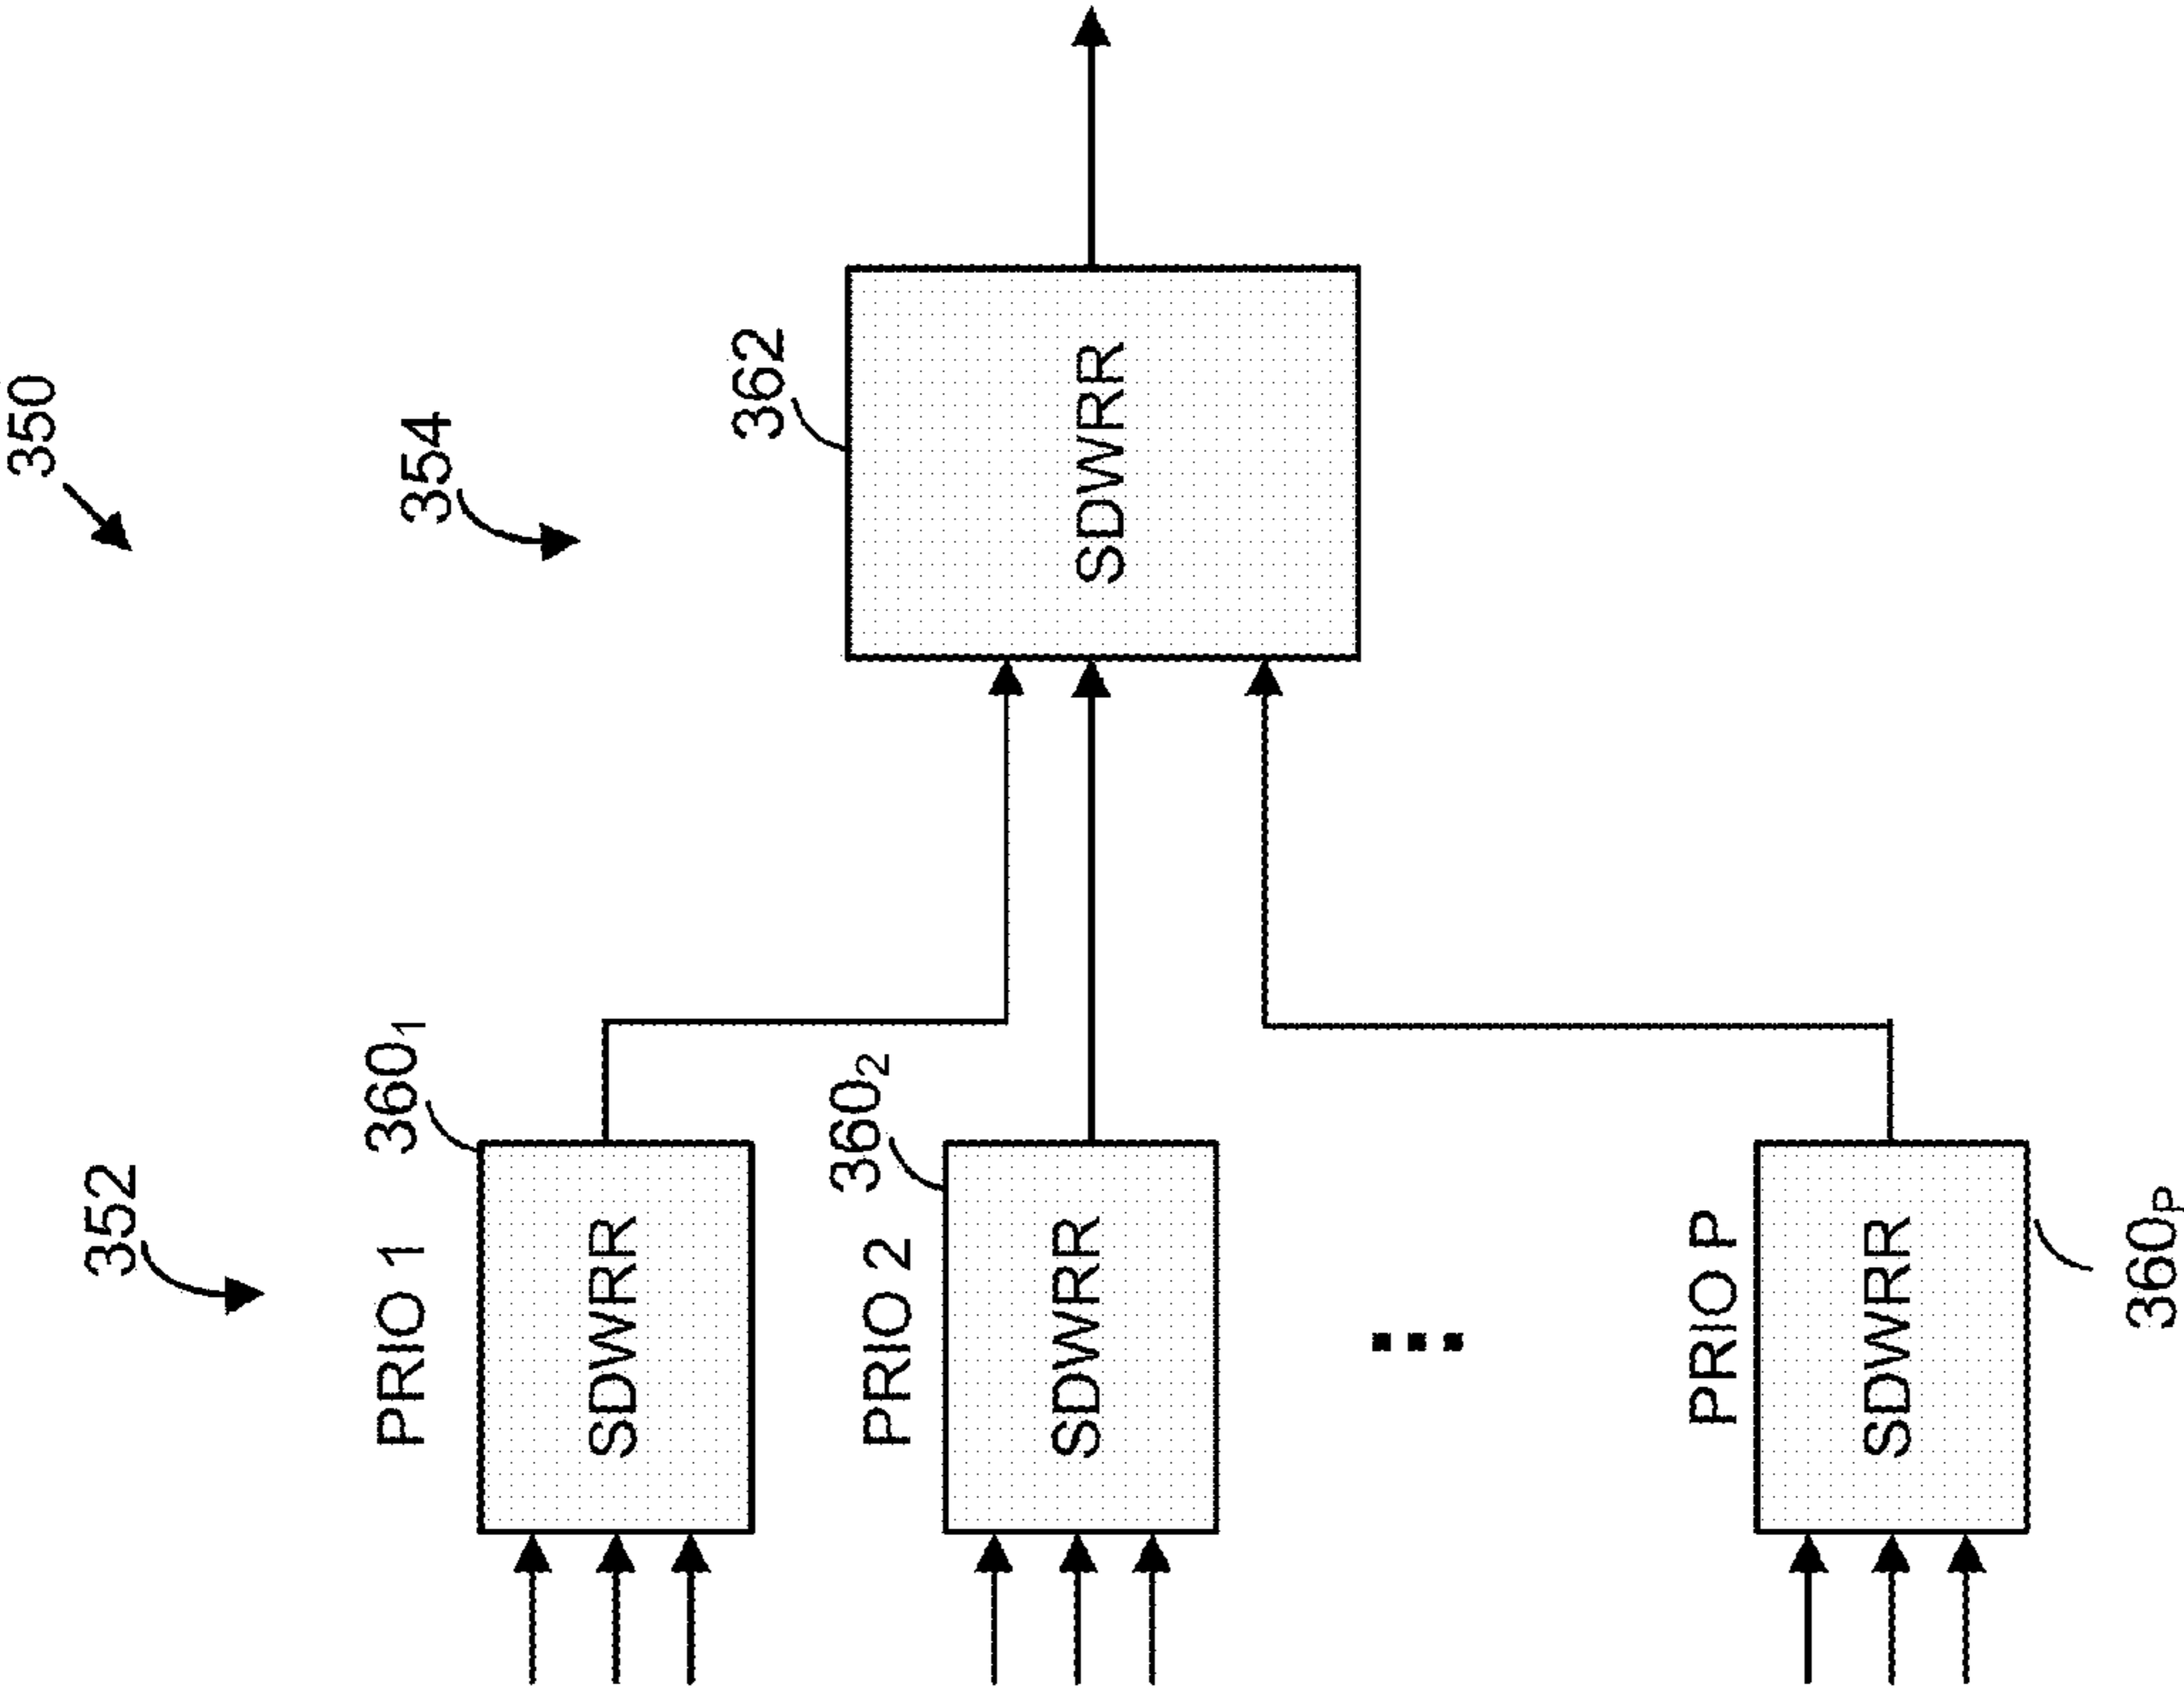 350
352
354
PRIO 1
360₁
SDWRR
PRIO 2
360₂
SDWRR
362
SDWRR
...
PRIO P
SDWRR
360ₚ